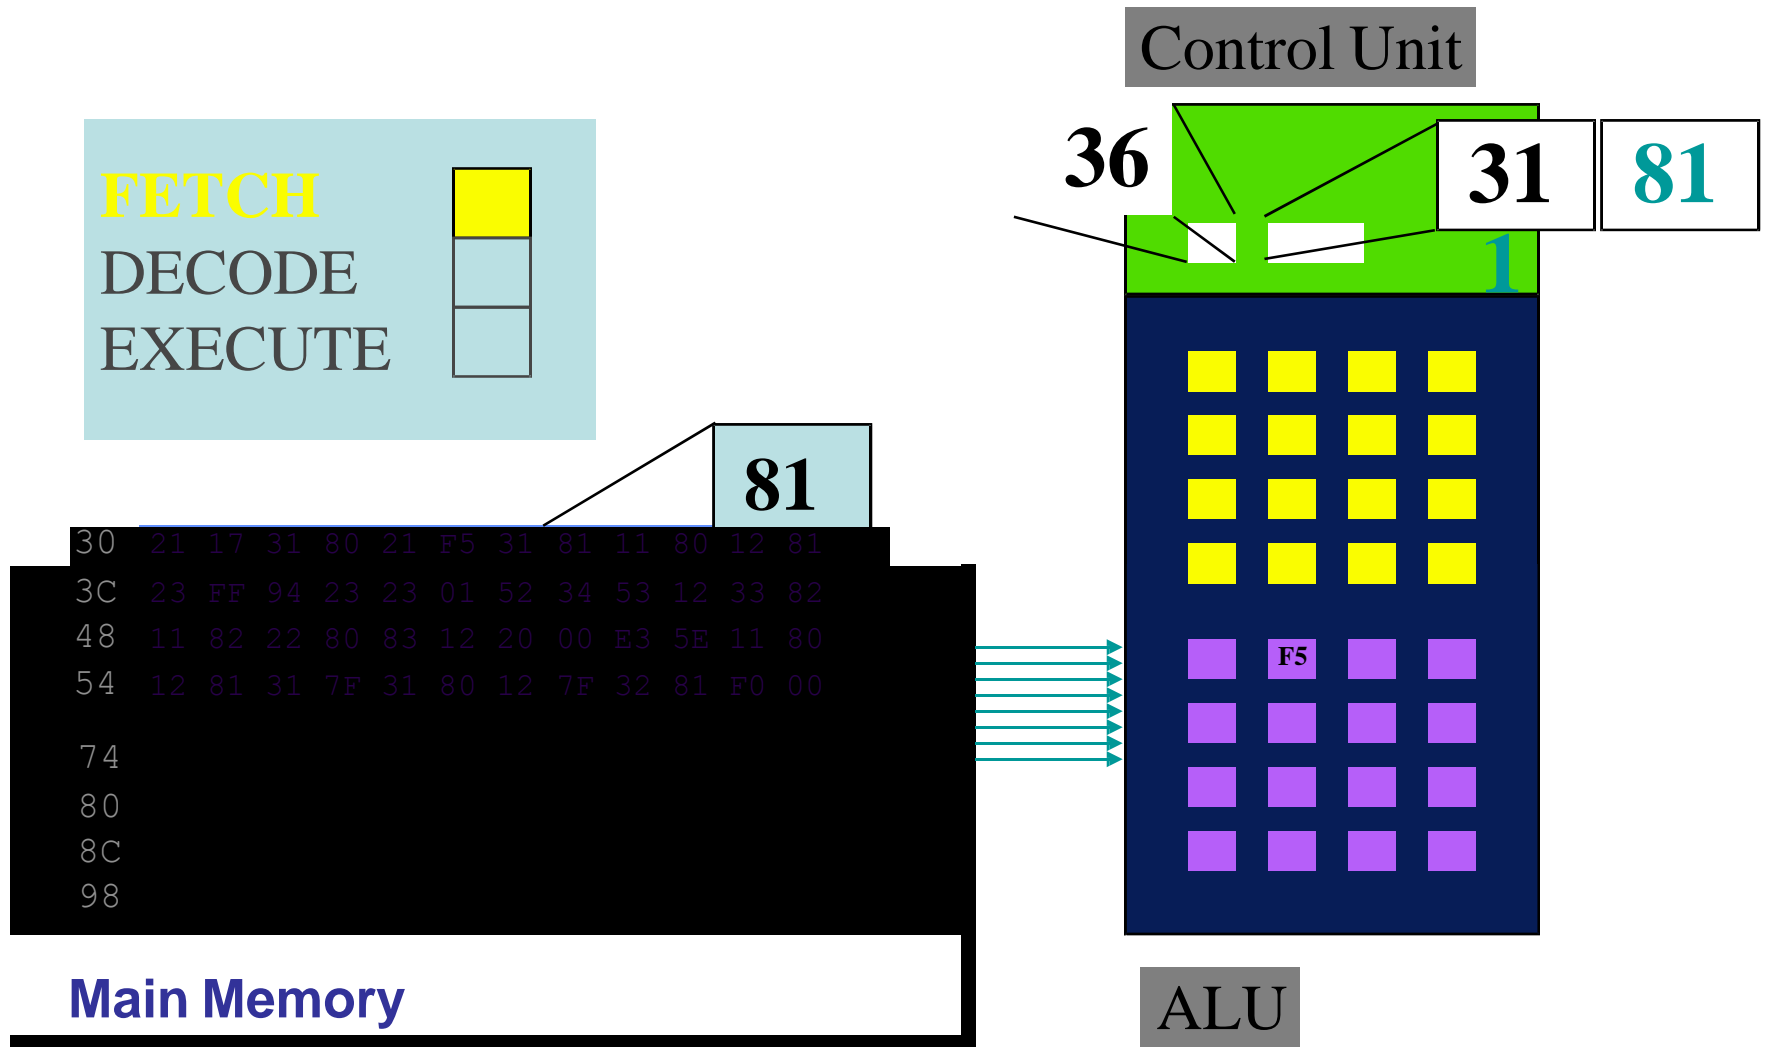 Control Unit
36
31 81
1
FETCH
DECODE
EXECUTE
81
30 21 17 31 80 21 F5 31 81 11 80 12 81
3C 23 FF 94 23 23 01 52 34 53 12 33 82
48 11 82 22 80 83 12 20 00 E3 5E 11 80
54 12 81 31 7F 31 80 12 7F 32 81 F0 00
74
80
8C
98
F5
Main Memory
ALU